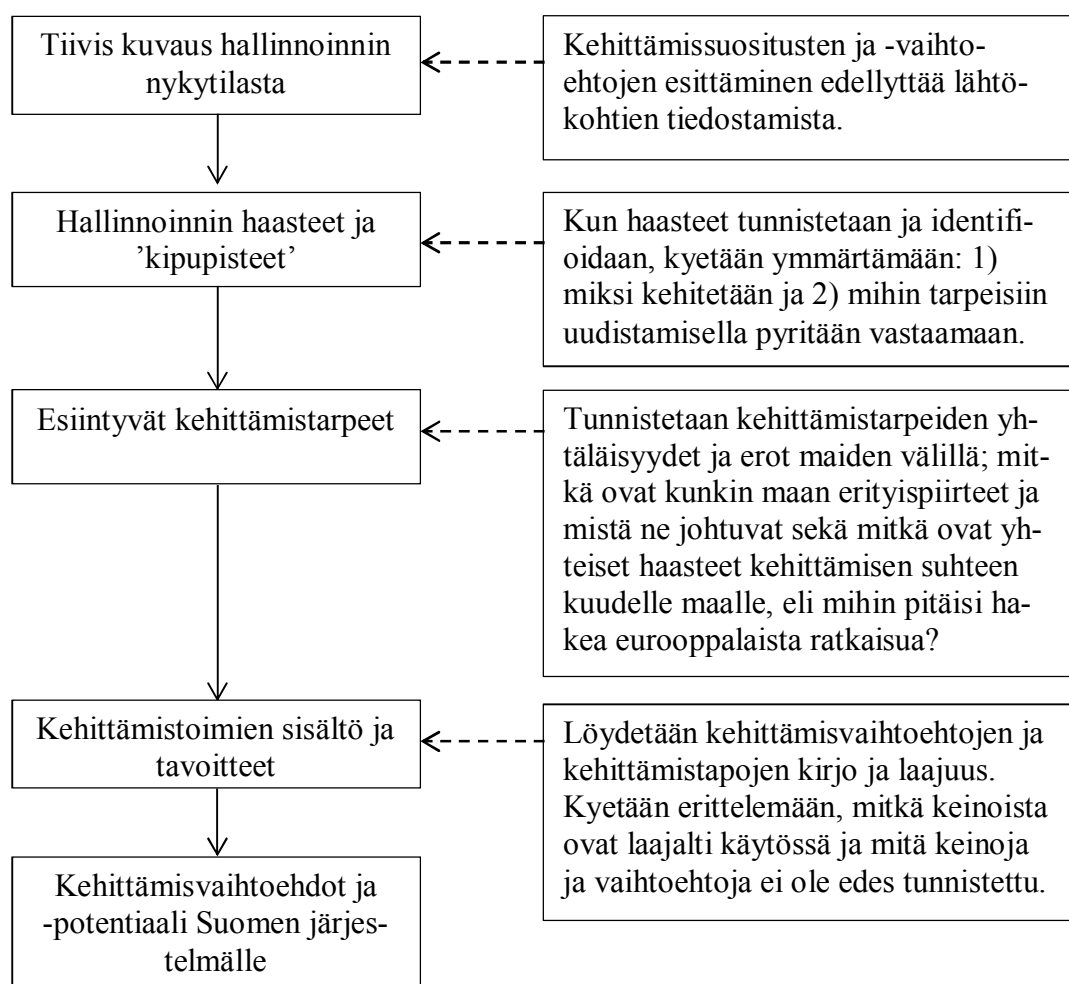 Tiivis kuvaus hallinnoinnin
nykytilasta
Kehittämissuositusten ja -vaihto-
ehtojen esittäminen edellyttää lähtö-
kohtien tiedostamista.
Hallinnoinnin haasteet ja
’kipupisteet’
Kun haasteet tunnistetaan ja identifi-
oidaan, kyetään ymmärtämään: 1)
miksi kehitetään ja 2) mihin tarpeisiin
uudistamisella pyritään vastaamaan.
Esiintyvät kehittämistarpeet
Tunnistetaan kehittämistarpeiden yh-
täläisyydet ja erot maiden välillä; mit-
kä ovat kunkin maan erityispiirteet ja
mistä ne johtuvat sekä mitkä ovat yh-
teiset haasteet kehittämisen suhteen
kuudelle maalle, eli mihin pitäisi ha-
kea eurooppalaista ratkaisua?
Kehittämistoimien sisältö ja
tavoitteet
Löydetään kehittämisvaihtoehtojen ja
kehittämistapojen kirjo ja laajuus.
Kyetään erittelemään, mitkä keinoista
ovat laajalti käytössä ja mitä keinoja
ja vaihtoehtoja ei ole edes tunnistettu.
Kehittämisvaihtoehdot ja
-potentiaali Suomen järjes-
telmälle